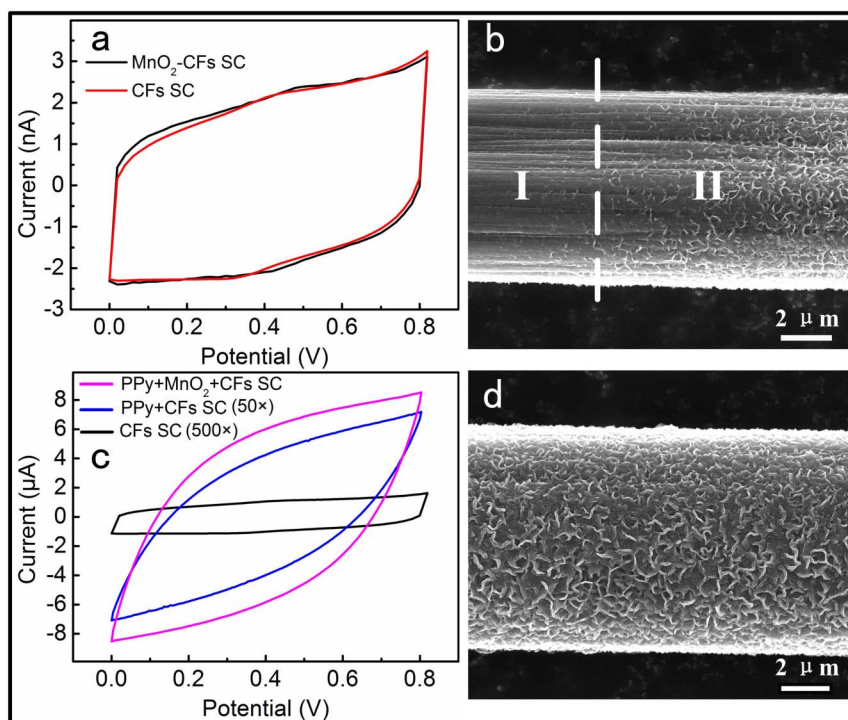 a
MnO₂-CFs SC
CFs SC
Current (nA)
3
2
1
0
-1
-2
-3
0.0 0.2 0.4 0.6 0.8
Potential (V)
b
I
II
2 μm
c
PPy+MnO₂+CFs SC
PPy+CFs SC (50×)
CFs SC (500×)
Current (μA)
8
6
4
2
0
-2
-4
-6
-8
0.0 0.2 0.4 0.6 0.8
Potential (V)
d
2 μm